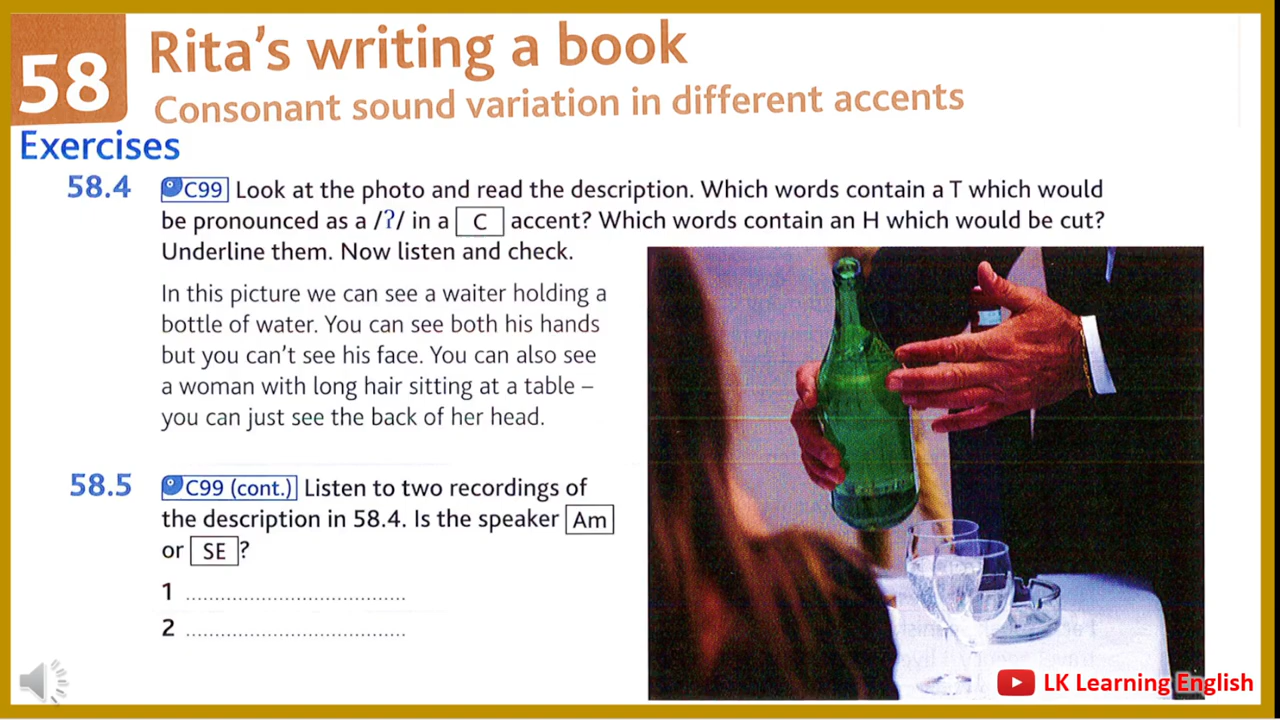 58
Rita's writing a book
Consonant sound variation in different accents
Exercises
58.4 C99 Look at the photo and read the description. Which words contain a T which would
be pronounced as a /ʔ/ in a C accent? Which words contain an H which would be cut?
Underline them. Now listen and check.
In this picture we can see a waiter holding a
bottle of water. You can see both his hands
but you can't see his face. You can also see
a woman with long hair sitting at a table –
you can just see the back of her head.
58.5 C99 (cont.) Listen to two recordings of
the description in 58.4. Is the speaker Am
or SE ?
1 ......................................
2 ......................................
LK Learning English